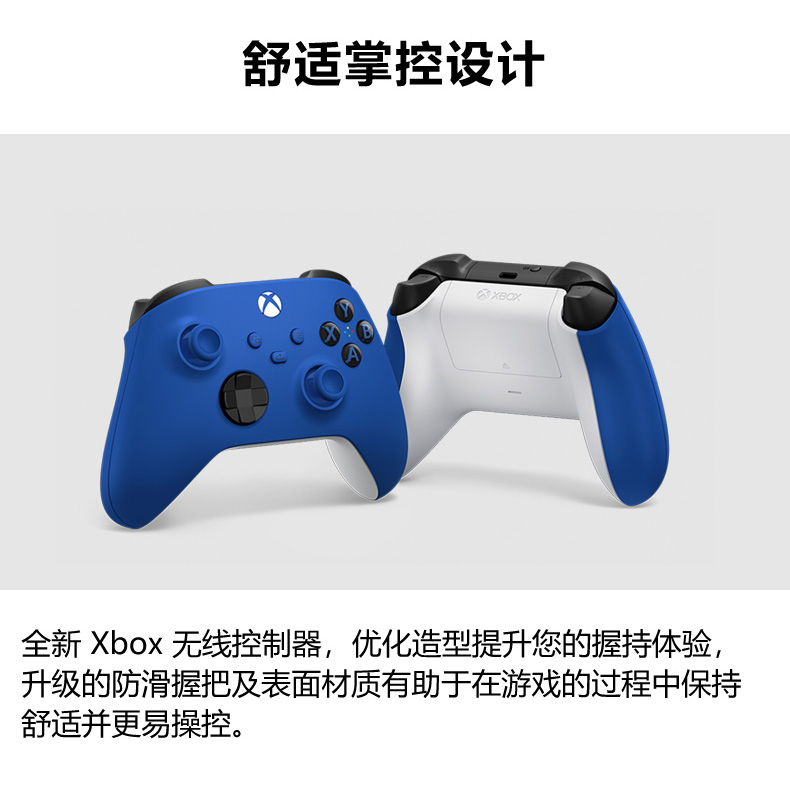 舒适掌控设计
Y
X B
A
XBOX
全新 Xbox 无线控制器，优化造型提升您的握持体验，
升级的防滑握把及表面材质有助于在游戏的过程中保持
舒适并更易操控。